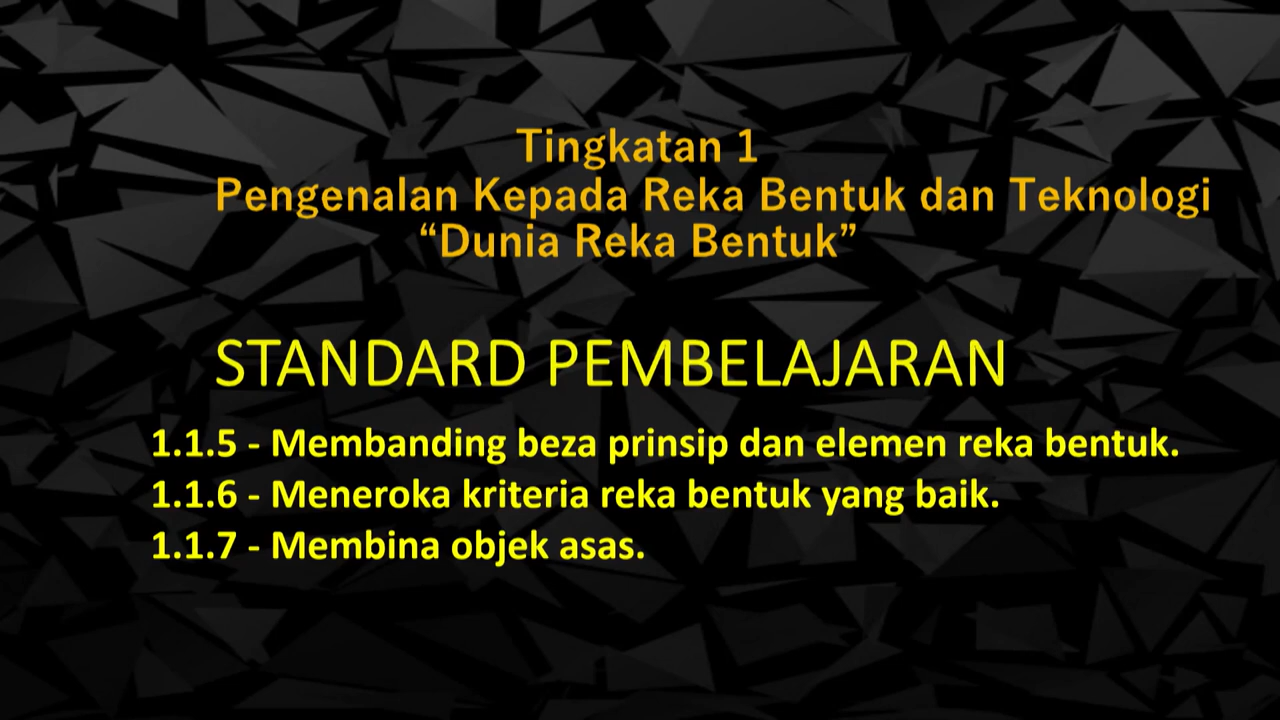 Tingkatan 1
Pengenalan Kepada Reka Bentuk dan Teknologi
“Dunia Reka Bentuk”
STANDARD PEMBELAJARAN
1.1.5 - Membanding beza prinsip dan elemen reka bentuk.
1.1.6 - Meneroka kriteria reka bentuk yang baik.
1.1.7 - Membina objek asas.